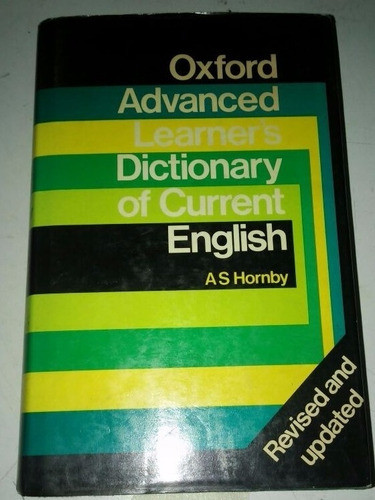 Oxford
Advanced
Learner's
Dictionary
of Current
English
A S Hornby
Revised and
updated